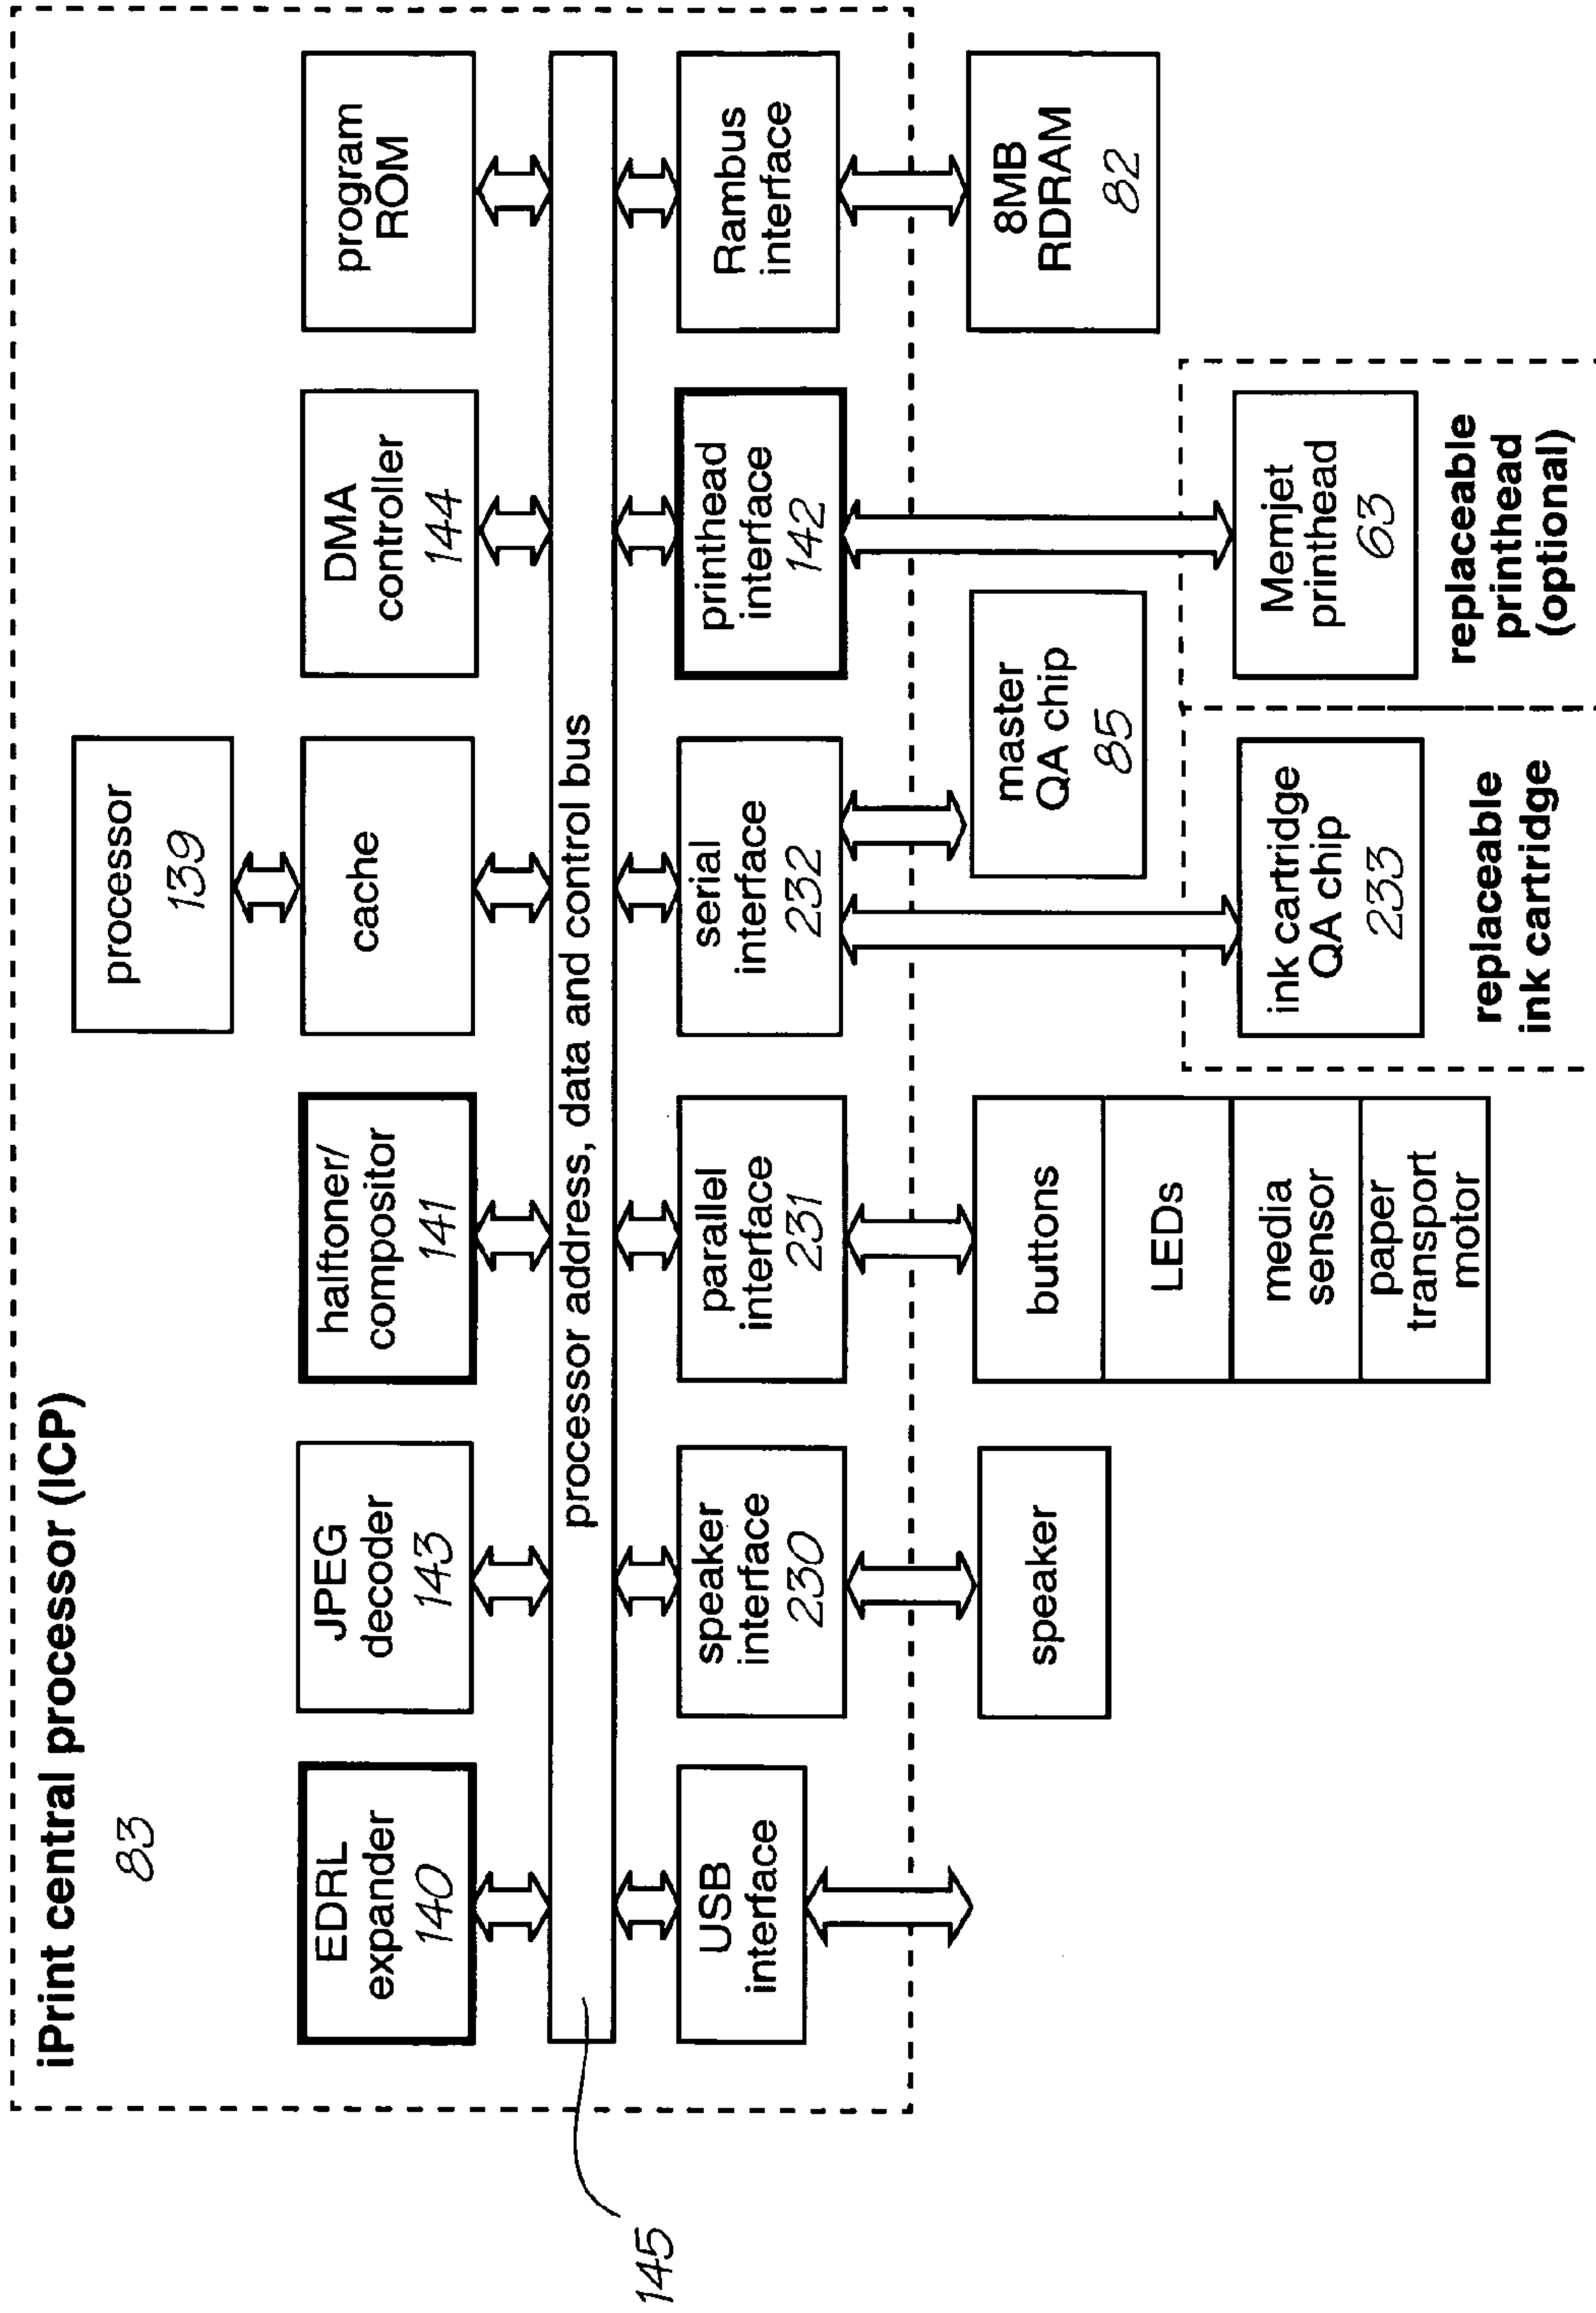 iPrint central processor (ICP)
83
processor
139
EDRL
expander
140
JPEG
decoder
143
halftoner/
compositor
141
cache
DMA
controller
144
program
ROM
processor address, data and control bus
145
USB
interface
speaker
interface
230
parallel
interface
231
serial
interface
232
printhead
interface
142
Rambus
interface
speaker
buttons
LEDs
media
sensor
paper
transport
motor
master
QA chip
85
8MB
RDRAM
82
ink cartridge
QA chip
233
replaceable
ink cartridge
Memjet
printhead
63
replaceable
printhead
(optional)